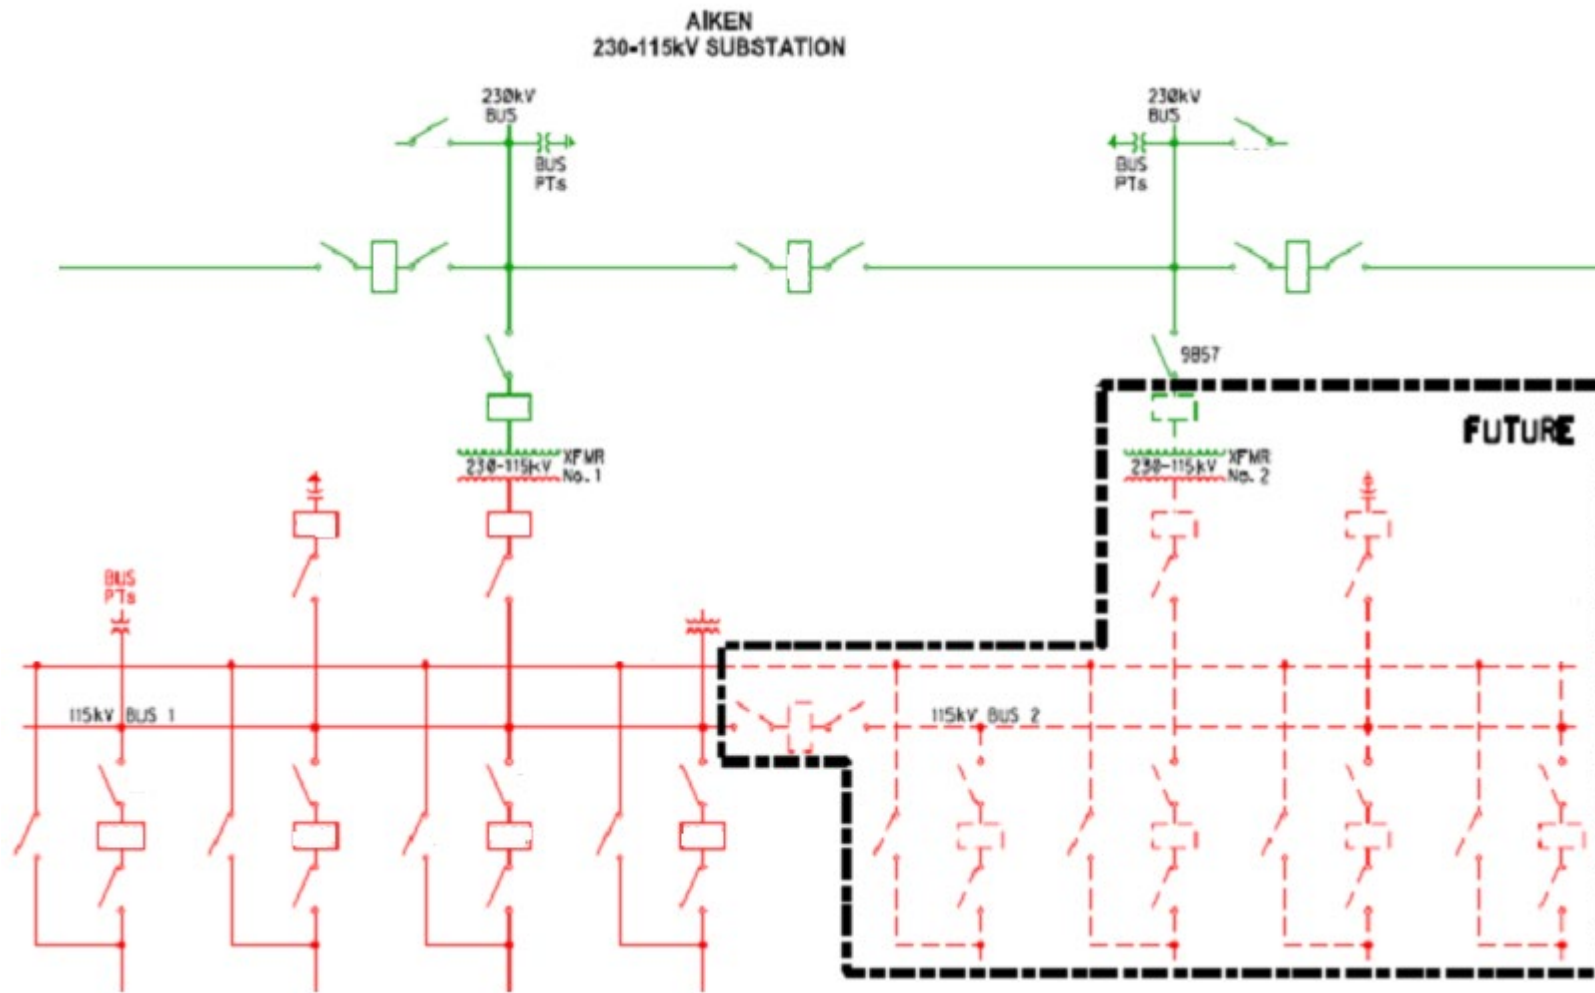 AIKEN
230-115kV SUBSTATION
230kV
BUS
BUS
PTs
230kV
BUS
BUS
PTs
9857
FUTURE
230-115kV
XFMR
No. 1
230-115kV
XFMR
No. 2
BUS
PTs
115kV BUS 1
115kV BUS 2